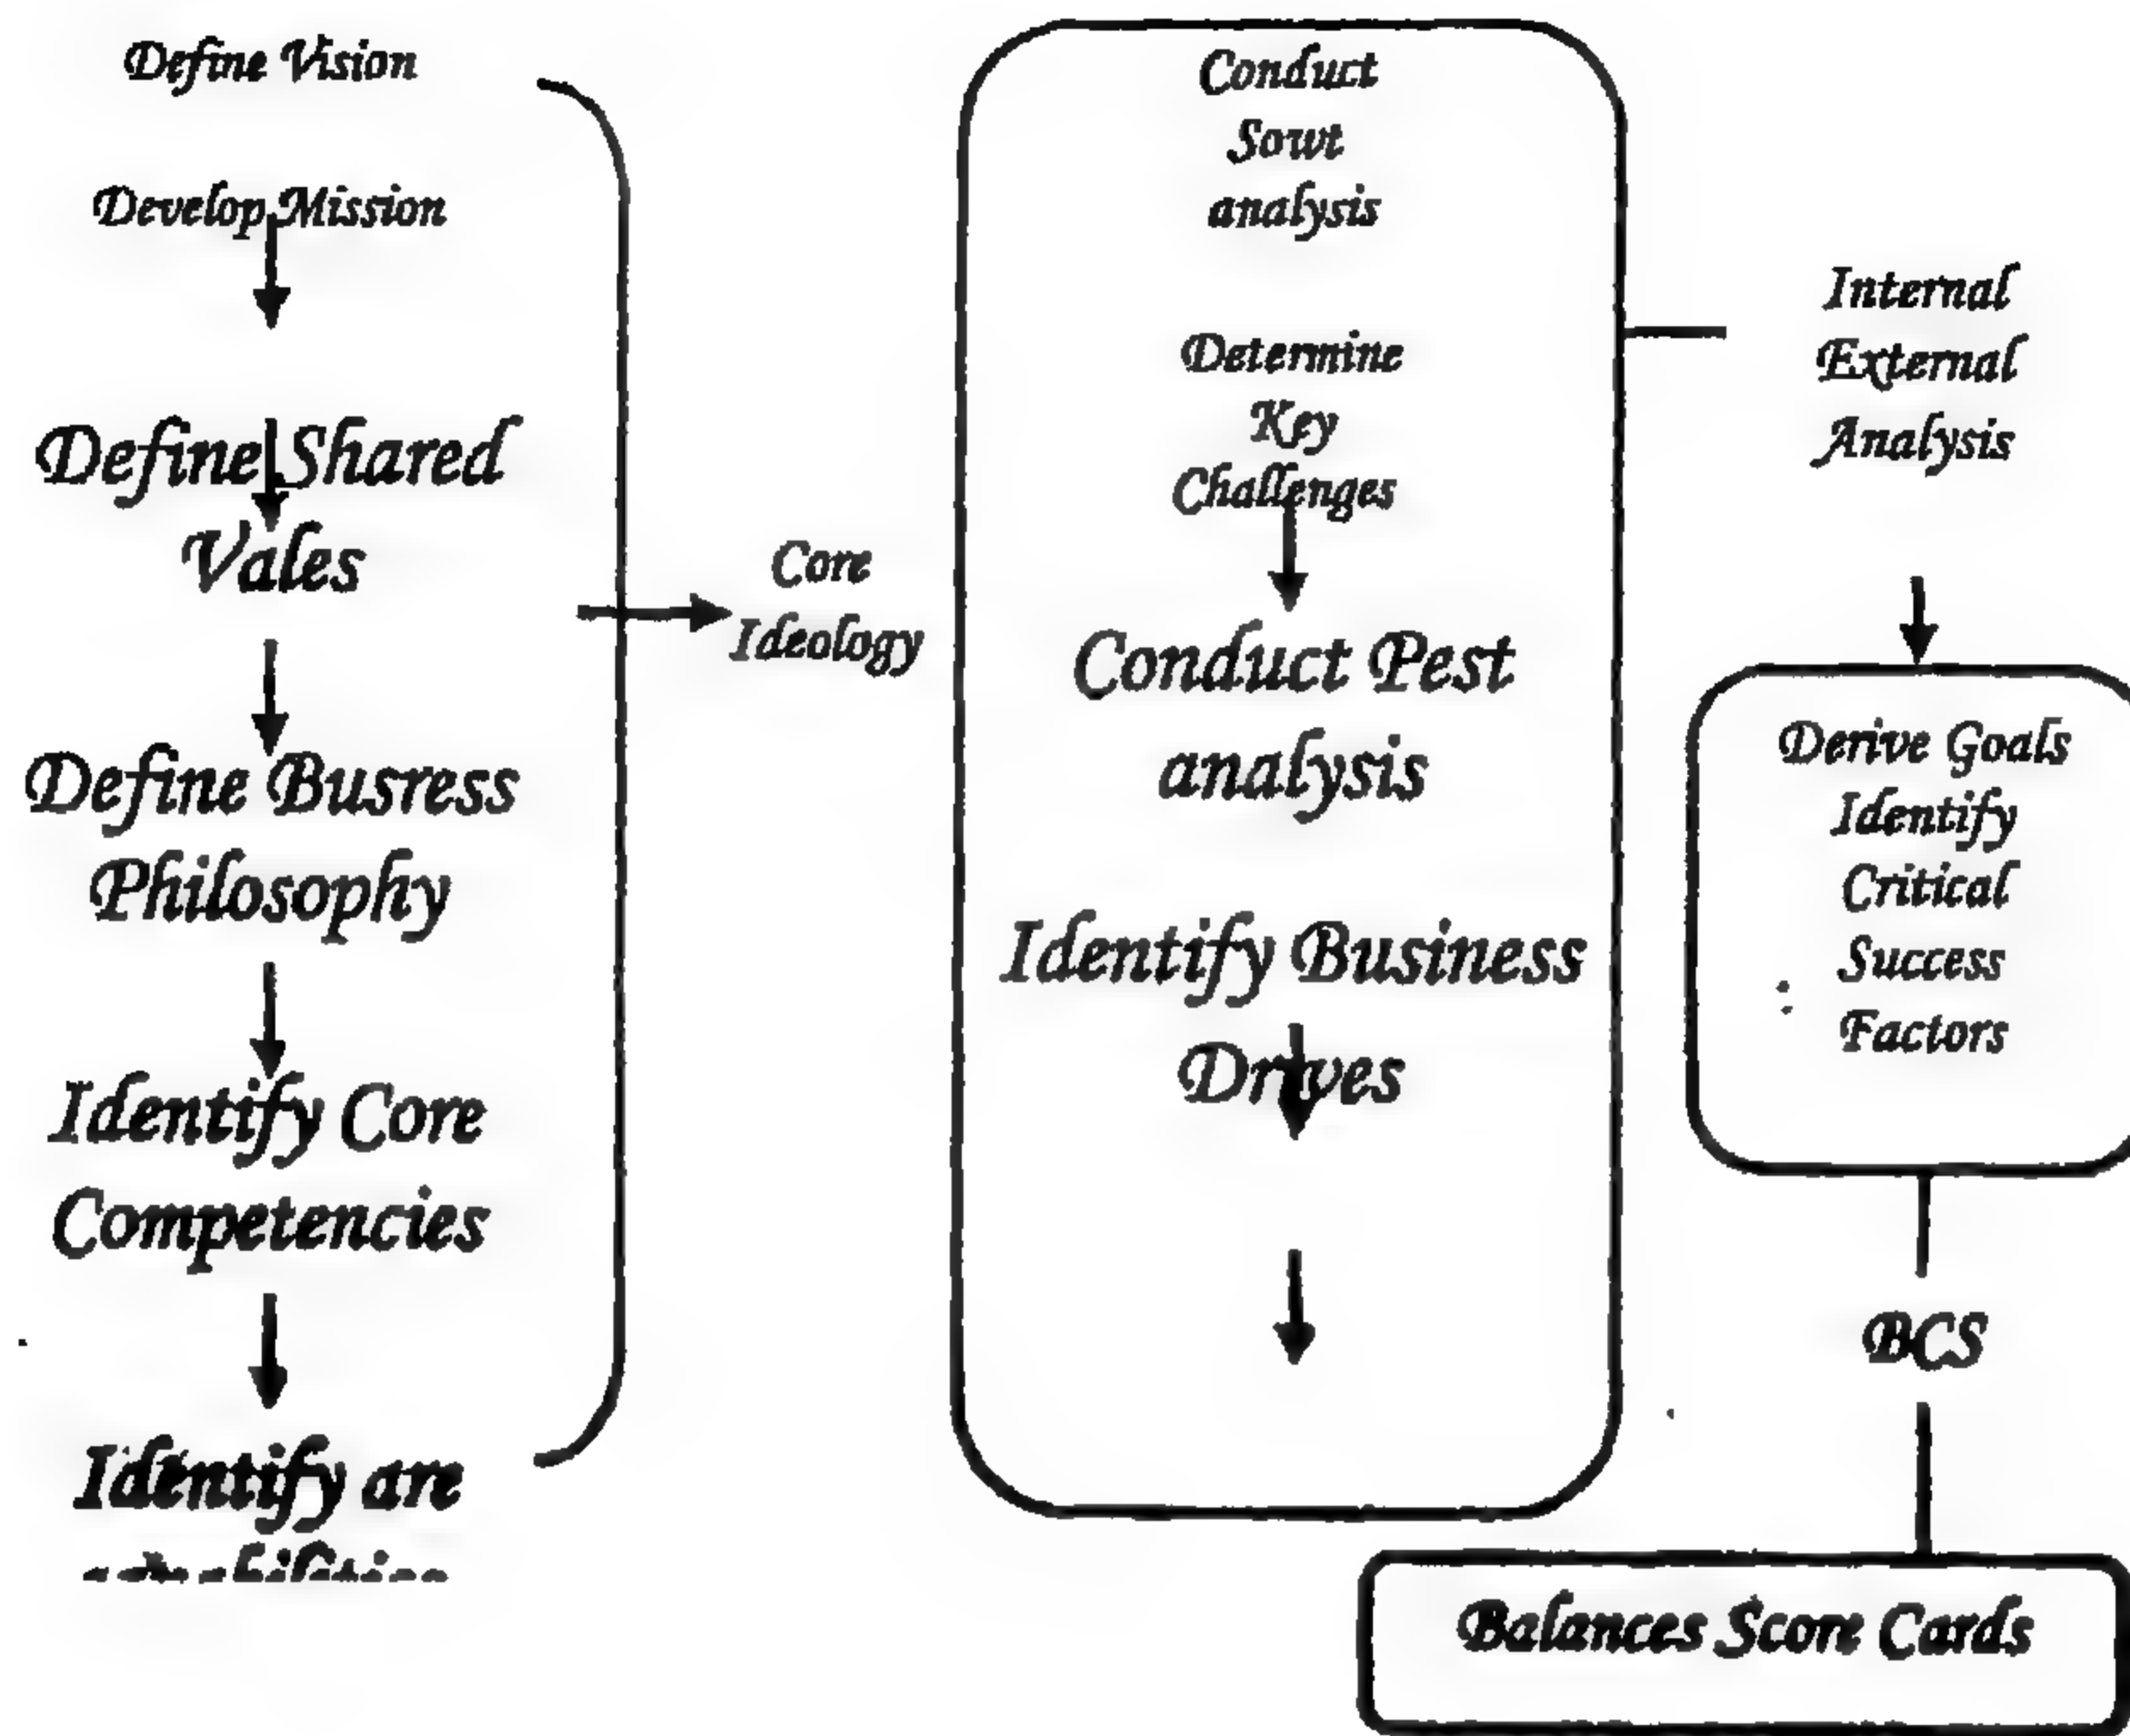 Define Vision
Develop Mission
Define Shared
Vales
Define Busress
Philosophy
Identify Core
Competencies
Identify are
Core
Ideology
Conduct
Sowt
analysis
Determine
Key
Challenges
Conduct Pest
analysis
Identify Business
Drives
Internal
External
Analysis
Derive Goals
Identify
Critical
Success
Factors
BCS
Balances Score Cards